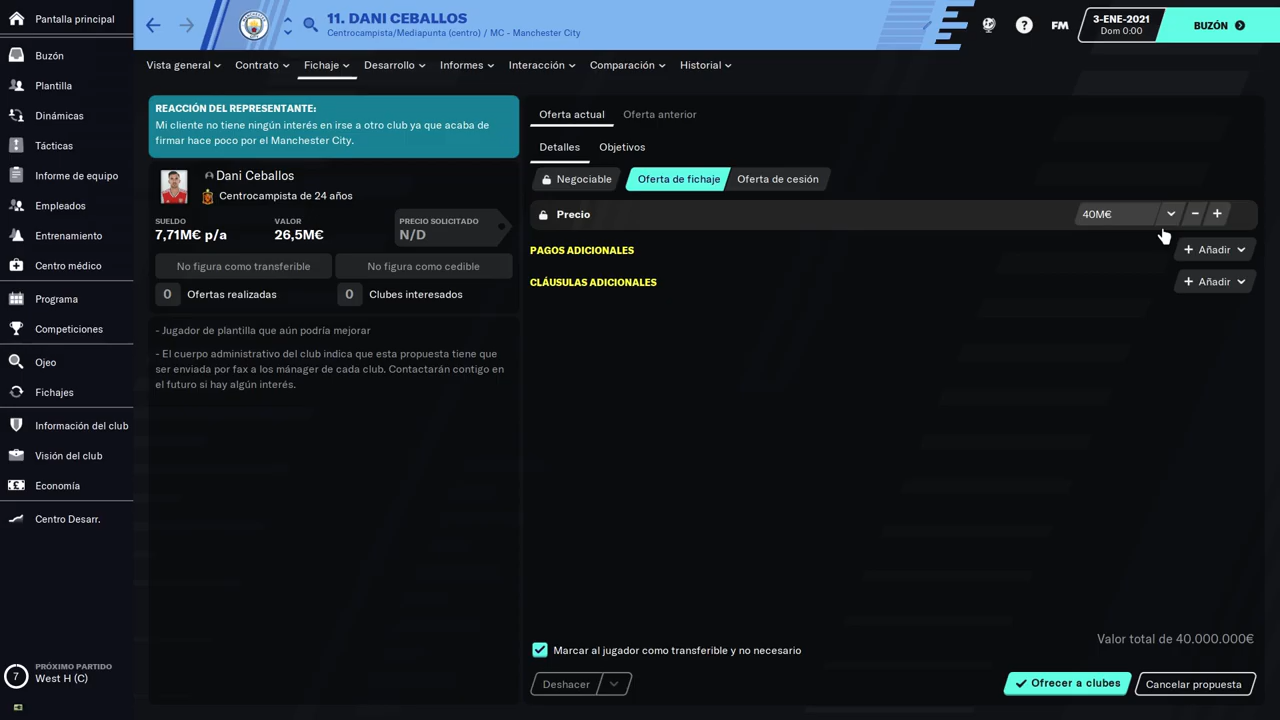 Pantalla principal
11. DANI CEBALLOS
Centrocampista/Mediapunta (centro) / MC - Manchester City
FM
3-ENE-2021
Dom 0:00
BUZÓN
Buzón
Plantilla
Dinámicas
Tácticas
Informe de equipo
Empleados
Entrenamiento
Centro médico
Programa
Competiciones
Ojeo
Fichajes
Información del club
Visión del club
Economía
Centro Desarr.
7
PRÓXIMO PARTIDO
West H (C)
Vista general
Contrato
Fichaje
Desarrollo
Informes
Interacción
Comparación
Historial
REACCIÓN DEL REPRESENTANTE:
Mi cliente no tiene ningún interés en irse a otro club ya que acaba de
firmar hace poco por el Manchester City.
Dani Ceballos
Centrocampista de 24 años
SUELDO
7,71M€ p/a
VALOR
26,5M€
PRECIO SOLICITADO
N/D
No figura como transferible
No figura como cedible
0 Ofertas realizadas
0 Clubes interesados
- Jugador de plantilla que aún podría mejorar
- El cuerpo administrativo del club indica que esta propuesta tiene que
ser enviada por fax a los mánager de cada club. Contactarán contigo en
el futuro si hay algún interés.
Oferta actual
Oferta anterior
Detalles
Objetivos
Negociable
Oferta de fichaje
Oferta de cesión
Precio
40M€
PAGOS ADICIONALES
Añadir
CLÁUSULAS ADICIONALES
Añadir
Marcar al jugador como transferible y no necesario
Valor total de 40.000.000€
Deshacer
Ofrecer a clubes
Cancelar propuesta